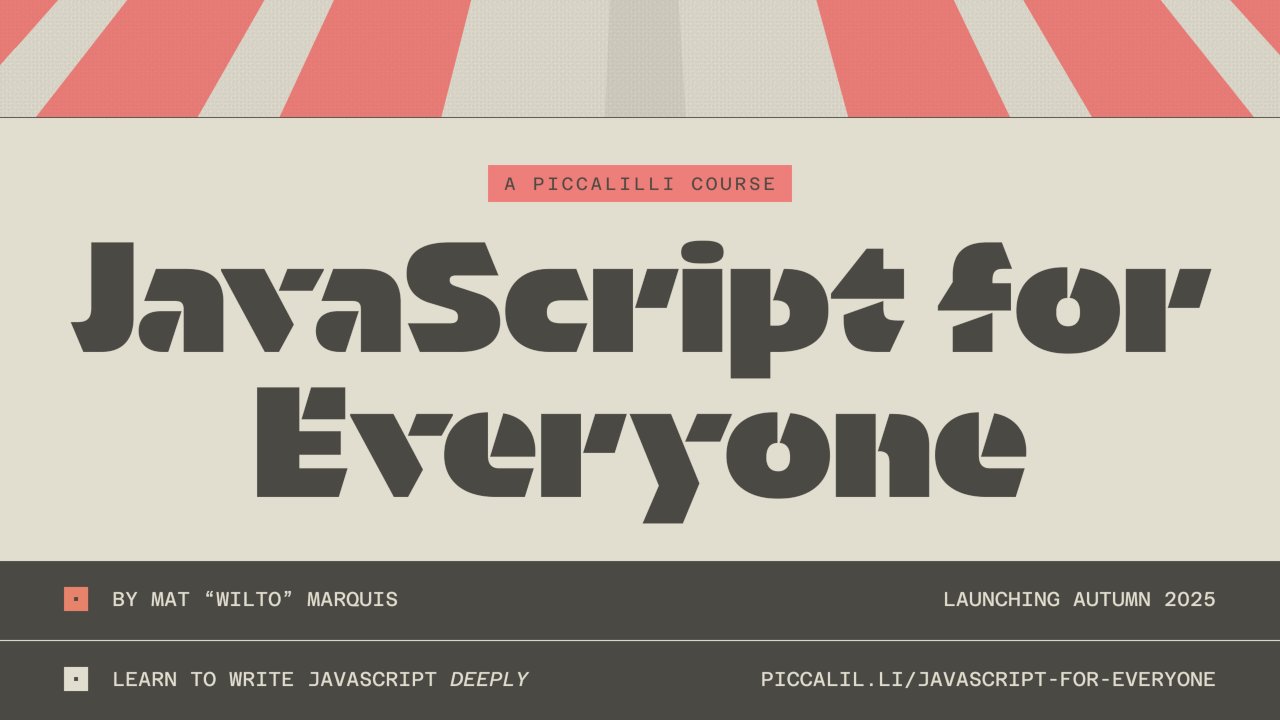 A PICCALILLI COURSE
JavaScript for
Everyone
BY MAT “WILTO” MARQUIS
LAUNCHING AUTUMN 2025
LEARN TO WRITE JAVASCRIPT DEEPLY
PICCALIL.LI/JAVASCRIPT-FOR-EVERYONE